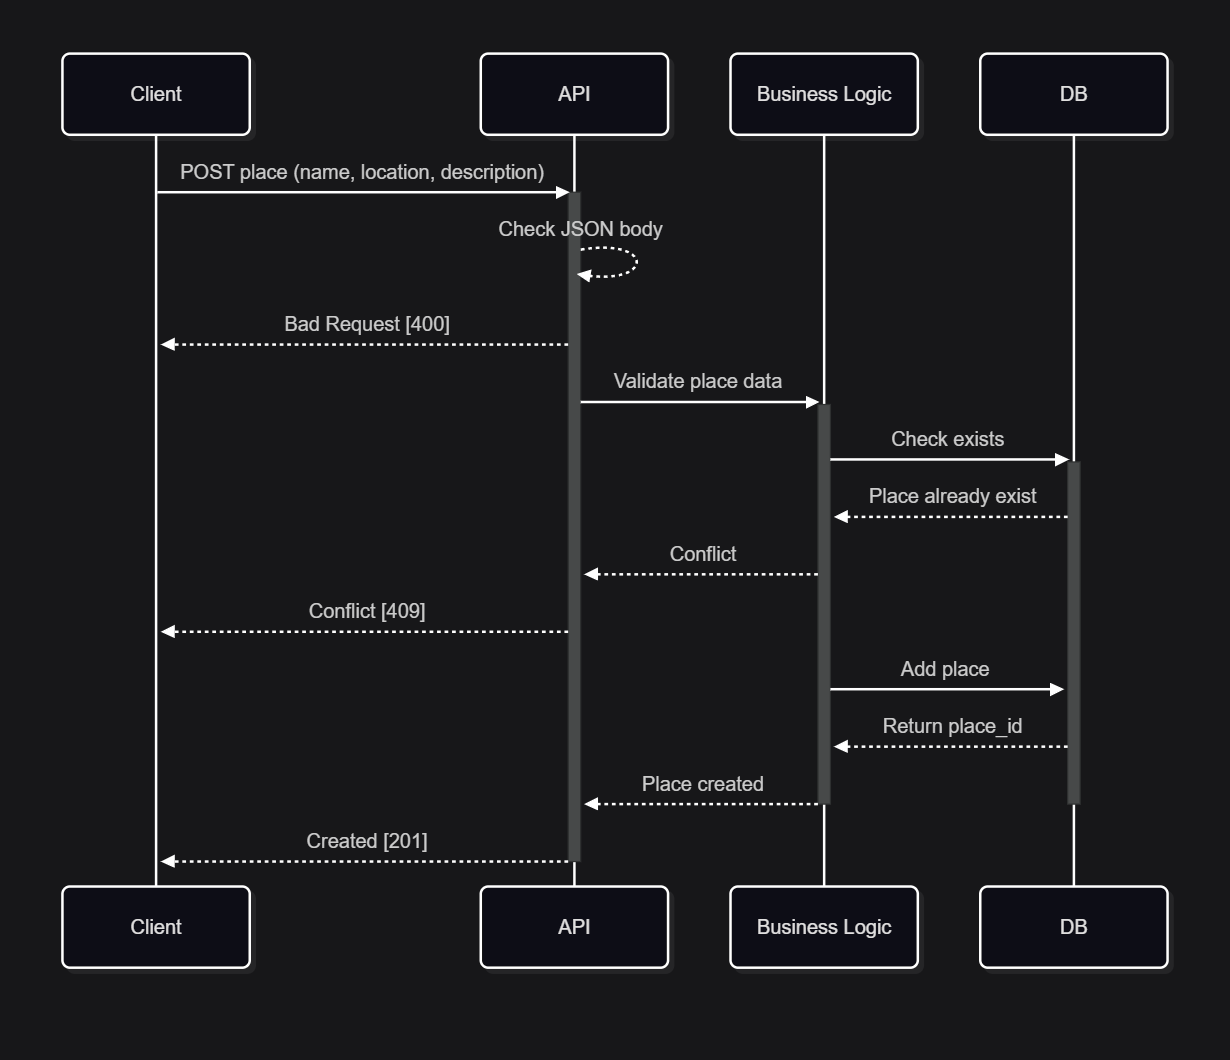 Client
API
Business Logic
DB
POST place (name, location, description)
Check JSON body
Bad Request [400]
Validate place data
Check exists
Place already exist
Conflict
Conflict [409]
Add place
Return place_id
Place created
Created [201]
Client
API
Business Logic
DB